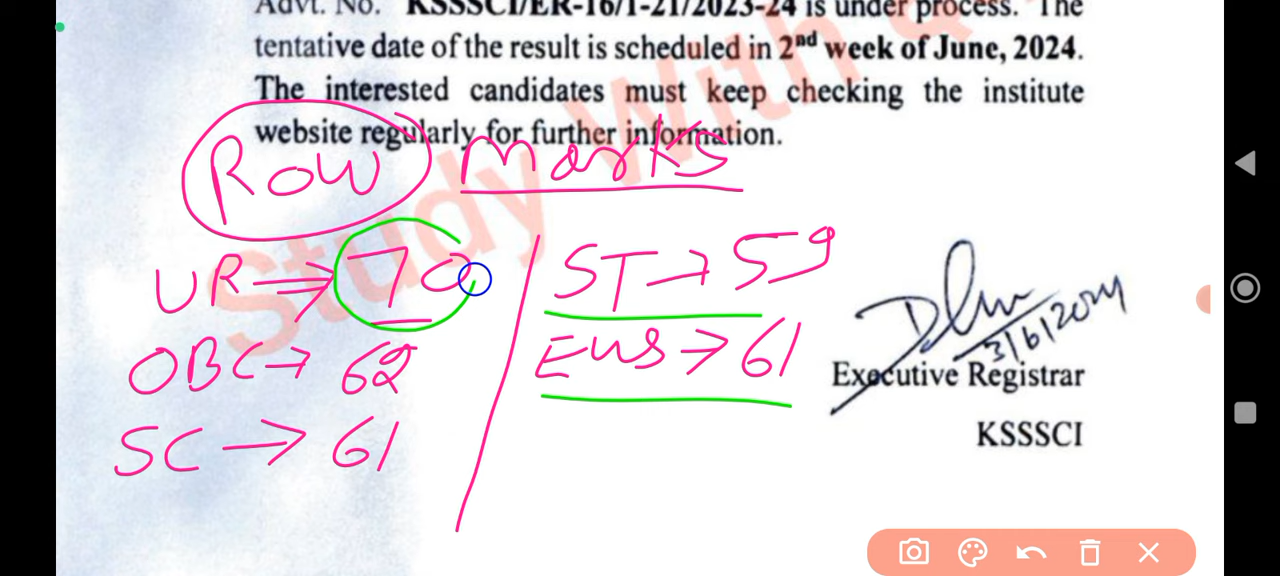 Advt. No. KSSSCI/ER-16/1-21/2023-24 is under process. The
tentative date of the result is scheduled in 2nd week of June, 2024.
The interested candidates must keep checking the institute
website regularly for further information.
Row Marks
UR ⇒ 70
OBC → 62
SC → 61
ST → 59
EWS → 61
3/6/2024
Executive Registrar
KSSSCI
Study With